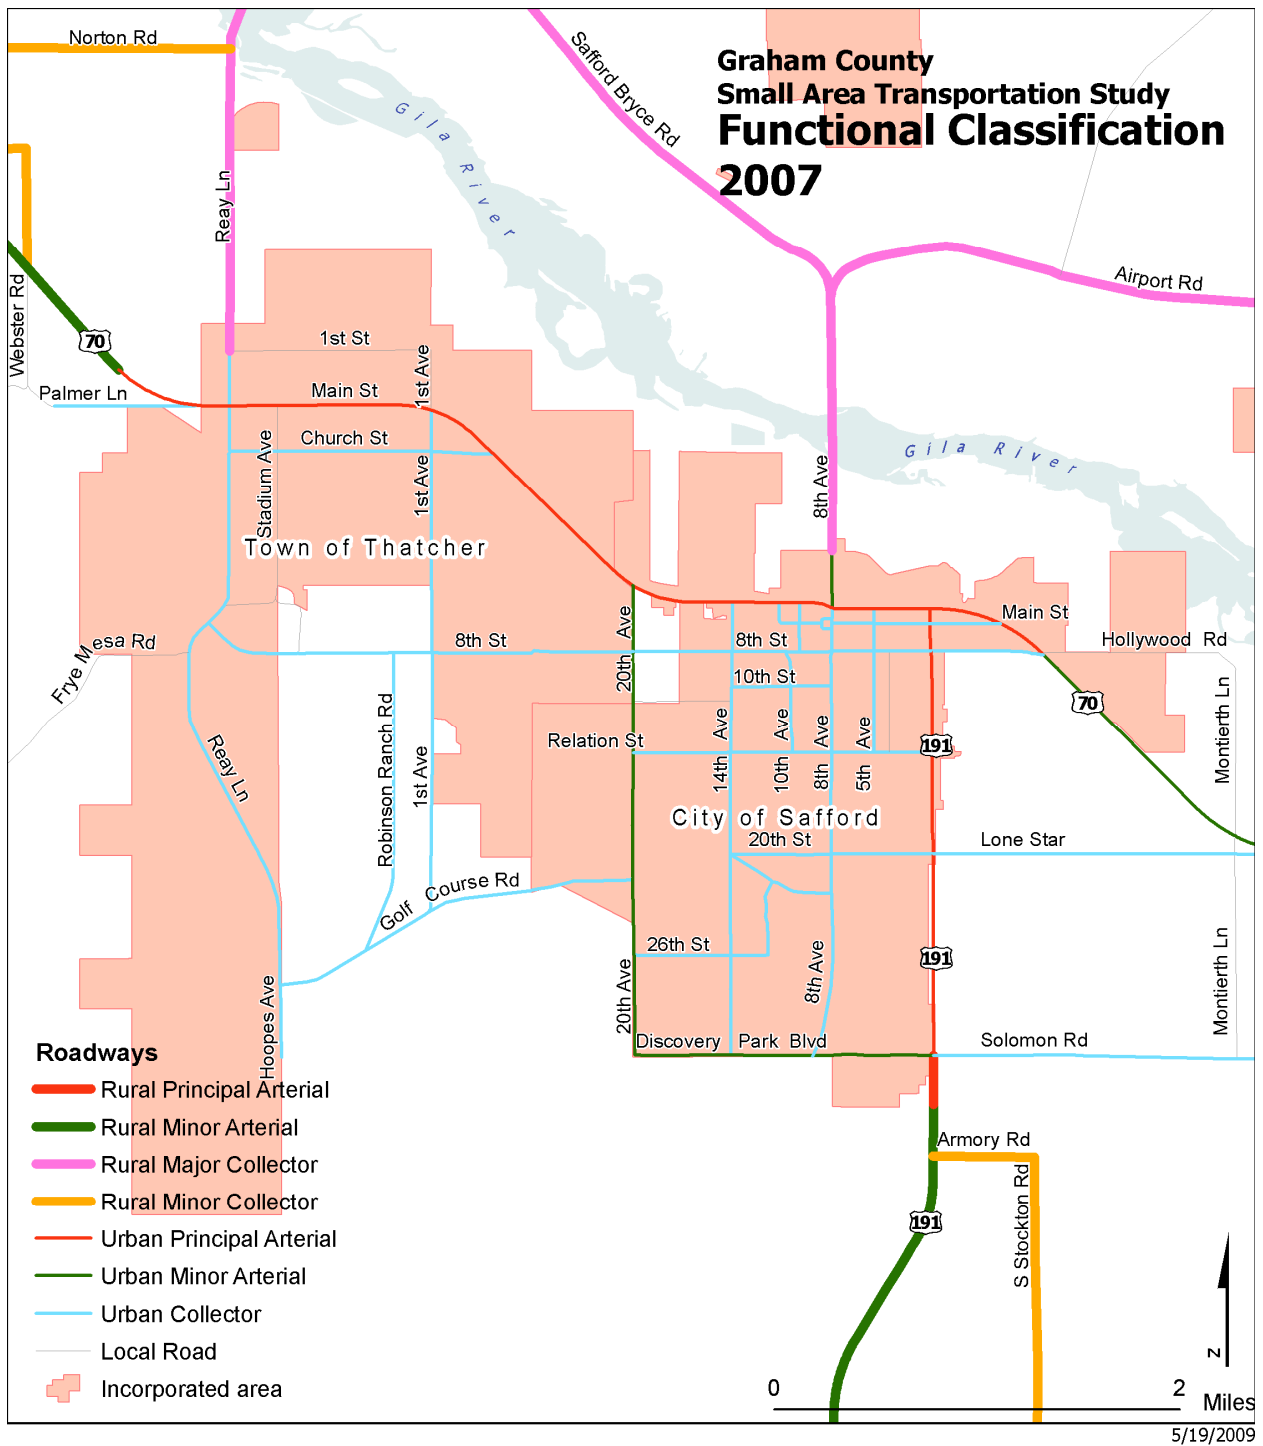 Norton Rd
Safford Bryce Rd
Graham County
Small Area Transportation Study
Functional Classification
2007
Gila River
Reay Ln
Airport Rd
Webster Rd
70
1st St
1st Ave
Palmer Ln
Main St
Church St
Stadium Ave
1st Ave
8th Ave
Gila River
Town of Thatcher
20th Ave
Main St
Frye Mesa Rd
8th St
8th St
Hollywood Rd
10th St
70
Montierth Ln
Robinson Ranch Rd
Reay Ln
1st Ave
Relation St
14th Ave
10th Ave
8th Ave
5th Ave
191
City of Safford
20th St
Lone Star
Golf Course Rd
26th St
191
20th Ave
8th Ave
Montierth Ln
Hoopes Ave
Discovery Park Blvd
Solomon Rd
Roadways
Rural Principal Arterial
Rural Minor Arterial
Rural Major Collector
Rural Minor Collector
Urban Principal Arterial
Urban Minor Arterial
Urban Collector
Local Road
Incorporated area
Armory Rd
S Stockton Rd
191
N
0 2
Miles
5/19/2009